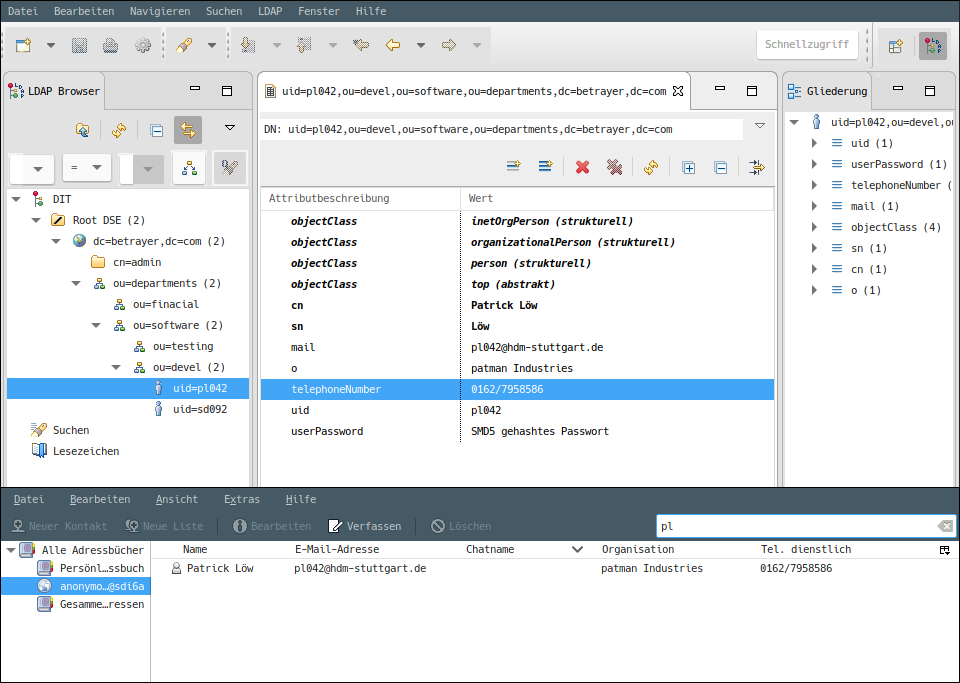 Datei Bearbeiten Navigieren Suchen LDAP Fenster Hilfe
Schnellzugriff
LDAP Browser
=
DIT
Root DSE (2)
dc=betrayer,dc=com (2)
cn=admin
ou=departments (2)
ou=finacial
ou=software (2)
ou=testing
ou=devel (2)
uid=pl042
uid=sd092
Suchen
Lesezeichen
uid=pl042,ou=devel,ou=software,ou=departments,dc=betrayer,dc=com
DN: uid=pl042,ou=devel,ou=software,ou=departments,dc=betrayer,dc=com
Attributbeschreibung Wert
objectClass inetOrgPerson (strukturell)
objectClass organizationalPerson (strukturell)
objectClass person (strukturell)
objectClass top (abstrakt)
cn Patrick Löw
sn Löw
mail pl042@hdm-stuttgart.de
o patman Industries
telephoneNumber 0162/7958586
uid pl042
userPassword SMD5 gehashtes Passwort
Gliederung
uid=pl042,ou=devel,ou
uid (1)
userPassword (1)
telephoneNumber (
mail (1)
objectClass (4)
sn (1)
cn (1)
o (1)
Datei Bearbeiten Ansicht Extras Hilfe
Neuer Kontakt Neue Liste Bearbeiten Verfassen Löschen
pl
Alle Adressbücher
Persönl…ssbuch
anonymo…@sdi6a
Gesamme…ressen
Name E-Mail-Adresse Chatname Organisation Tel. dienstlich
Patrick Löw pl042@hdm-stuttgart.de patman Industries 0162/7958586